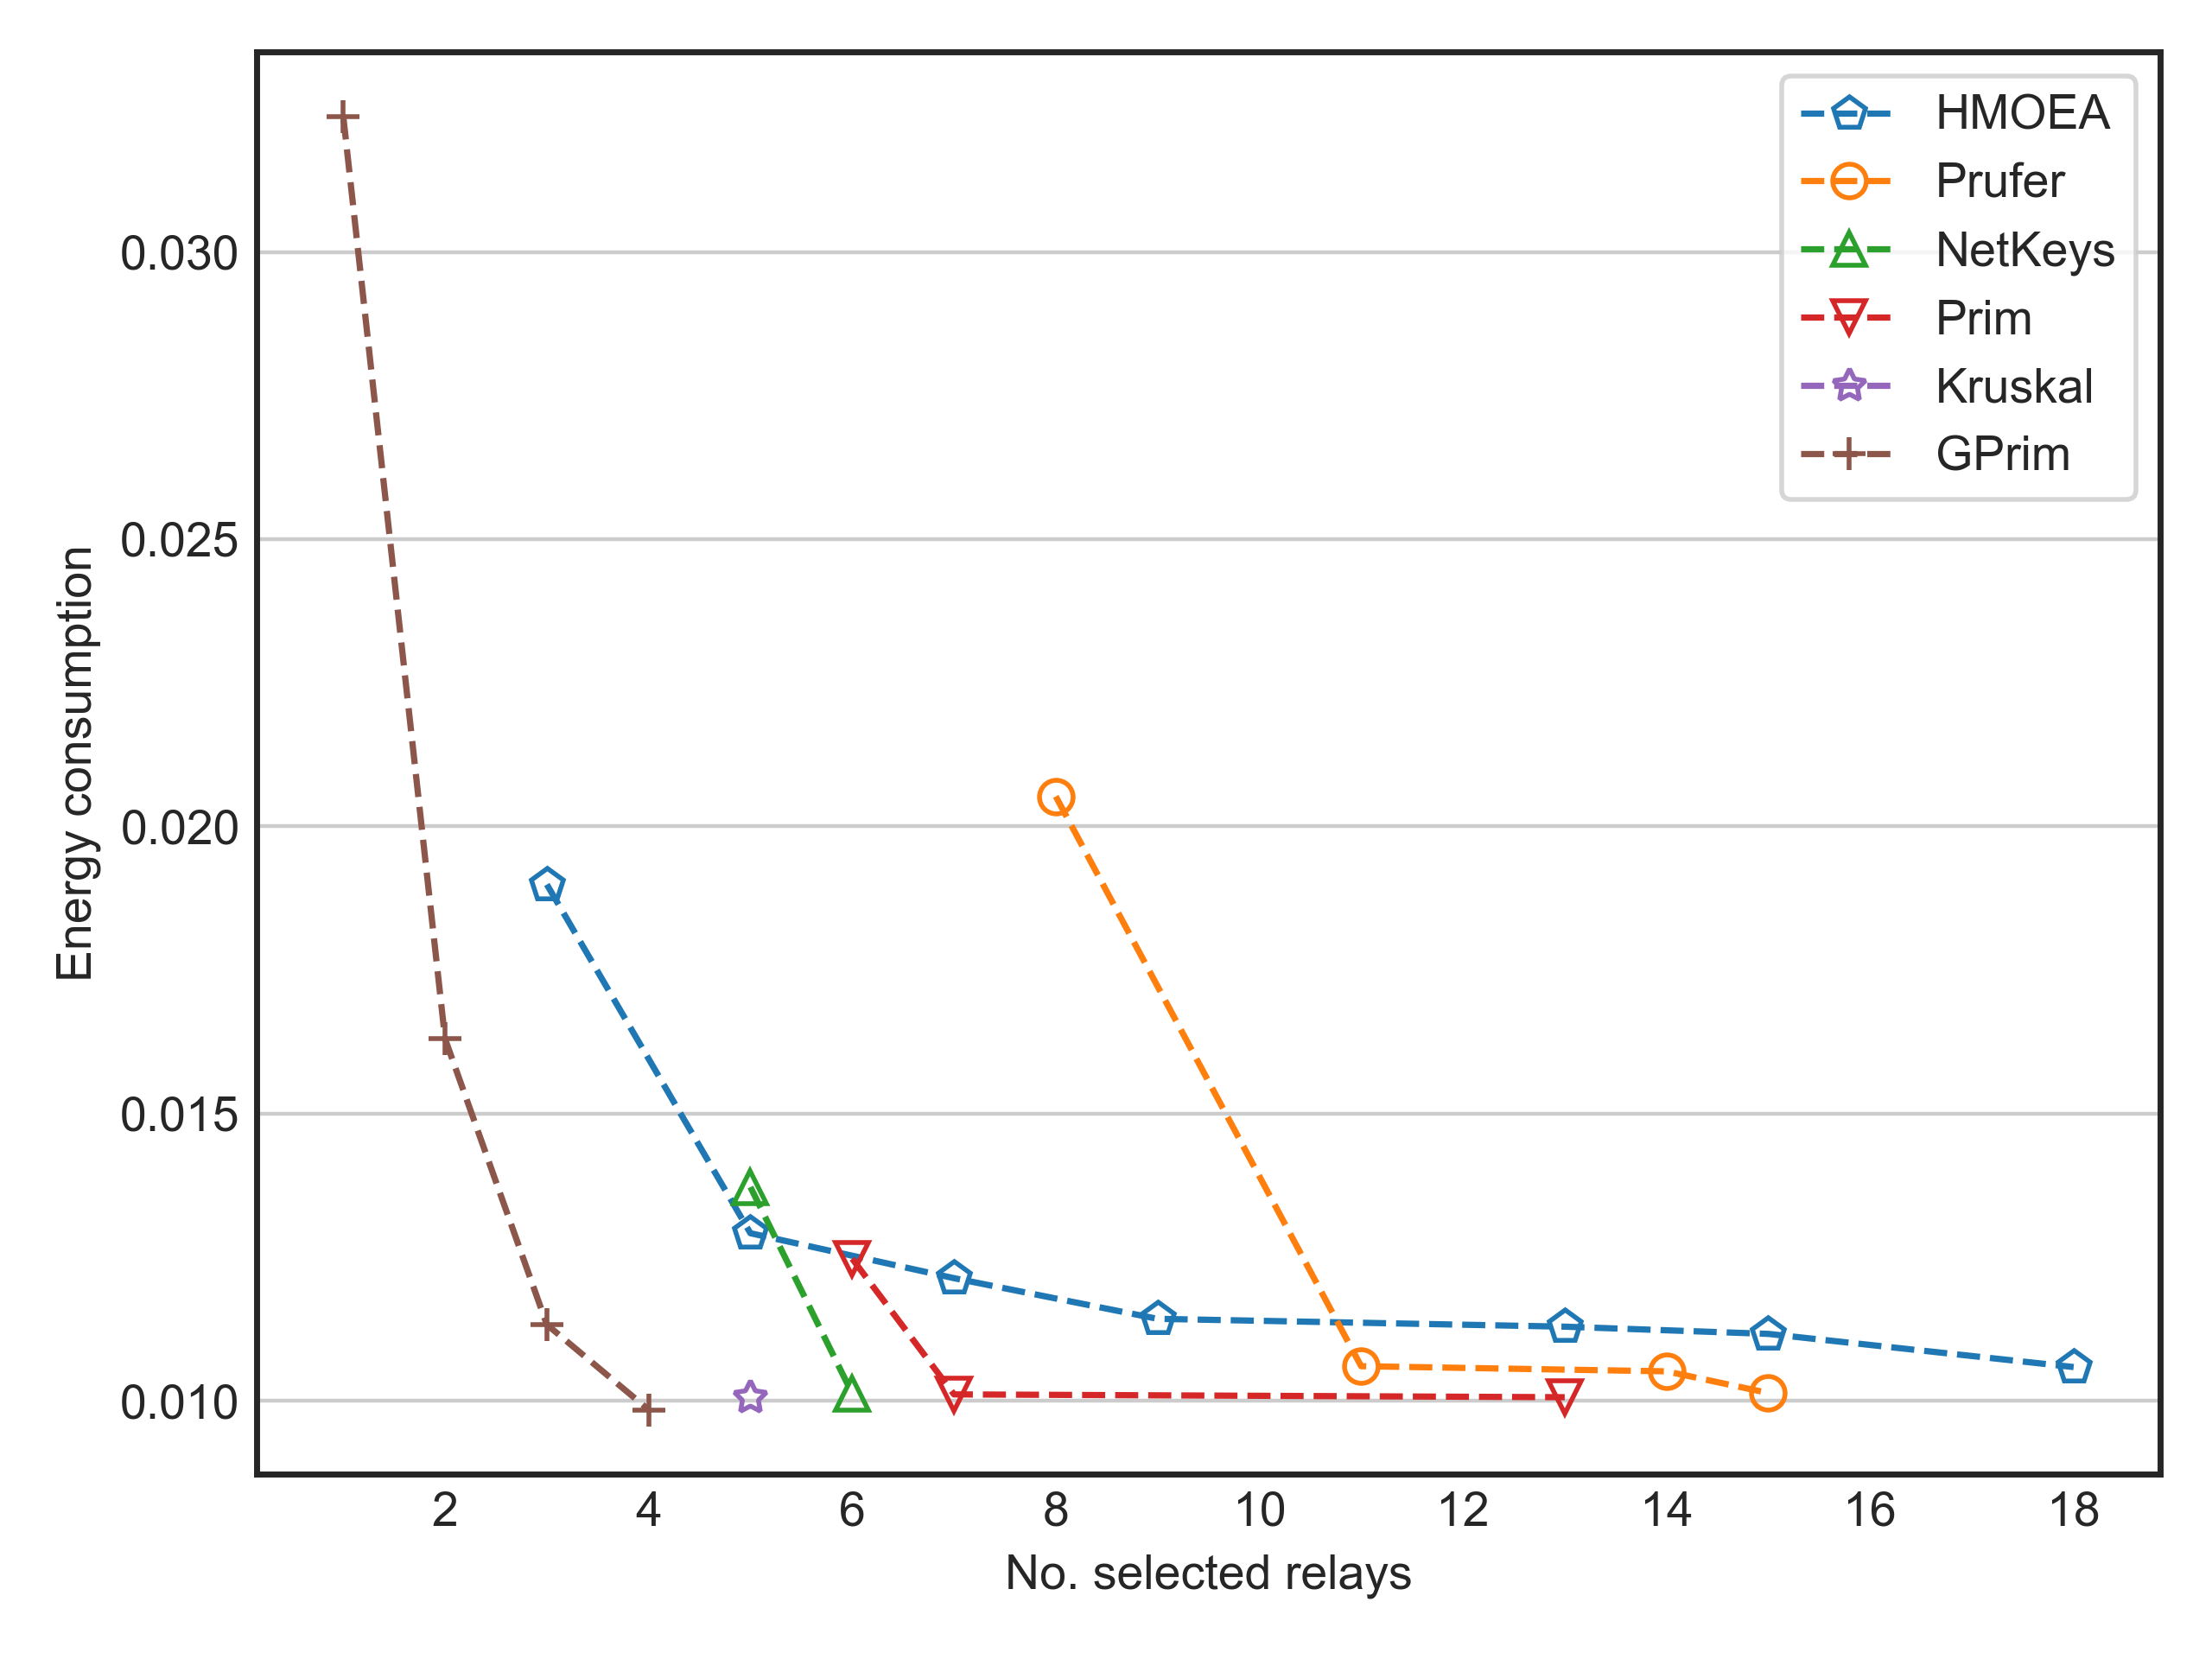 HMOEA
Prufer
NetKeys
Prim
Kruskal
GPrim
0.030
0.025
0.020
0.015
0.010
Energy consumption
2 4 6 8 10 12 14 16 18
No. selected relays